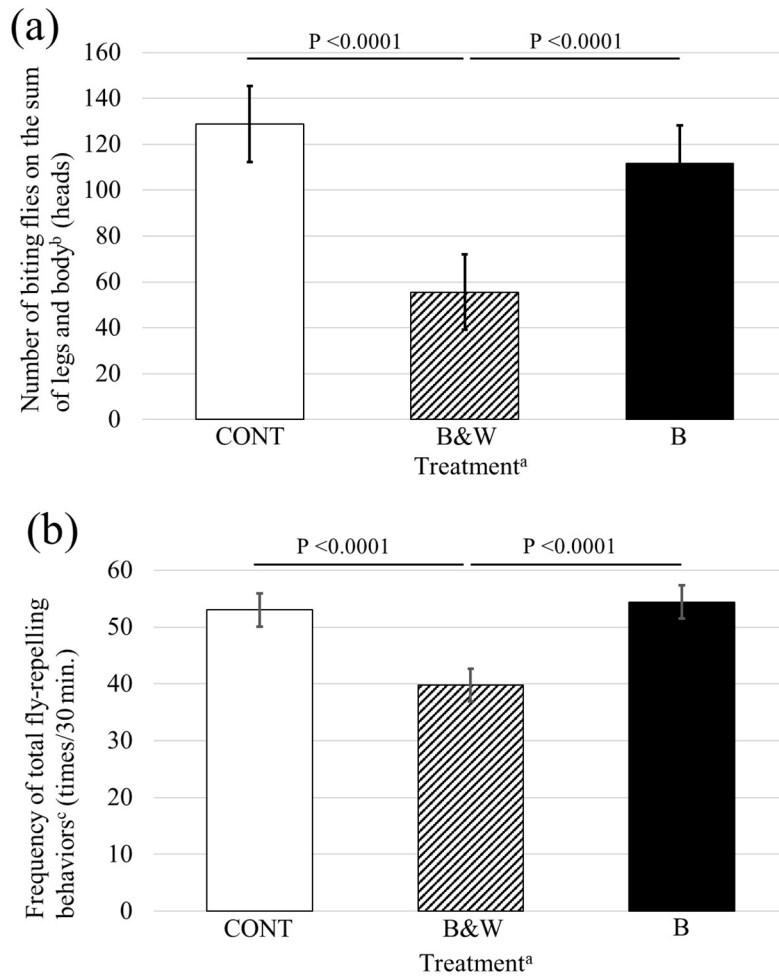 (a)
P <0.0001 P <0.0001
Number of biting flies on the sum
of legs and bodyᵇ (heads)
160
140
120
100
80
60
40
20
0
CONT B&W B
Treatmentᵃ
(b)
P <0.0001 P <0.0001
Frequency of total fly-repelling
behaviorsᶜ (times/30 min.)
60
50
40
30
20
10
0
CONT B&W B
Treatmentᵃ